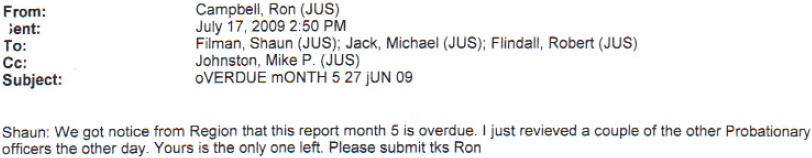 From: Campbell, Ron (JUS)
Sent: July 17, 2009 2:50 PM
To: Filman, Shaun (JUS); Jack, Michael (JUS); Flindall, Robert (JUS)
Cc: Johnston, Mike P. (JUS)
Subject: oVERDUE mONTH 5 27 jUN 09
Shaun: We got notice from Region that this report month 5 is overdue. I just revieved a couple of the other Probationary
officers the other day. Yours is the only one left. Please submit tks Ron